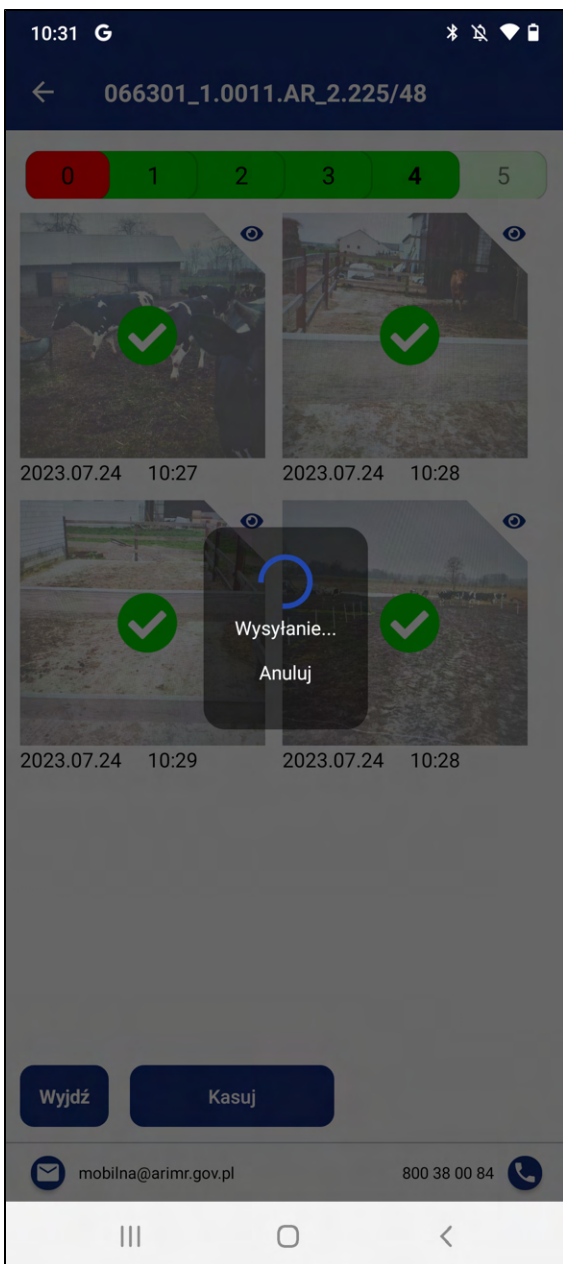 10:31 G
066301_1.0011.AR_2.225/48
0 1 2 3 4 5
2023.07.24 10:27 2023.07.24 10:28
Wysyłanie...
Anuluj
2023.07.24 10:29 2023.07.24 10:28
Wyjdź Kasuj
mobilna@arimr.gov.pl 800 38 00 84